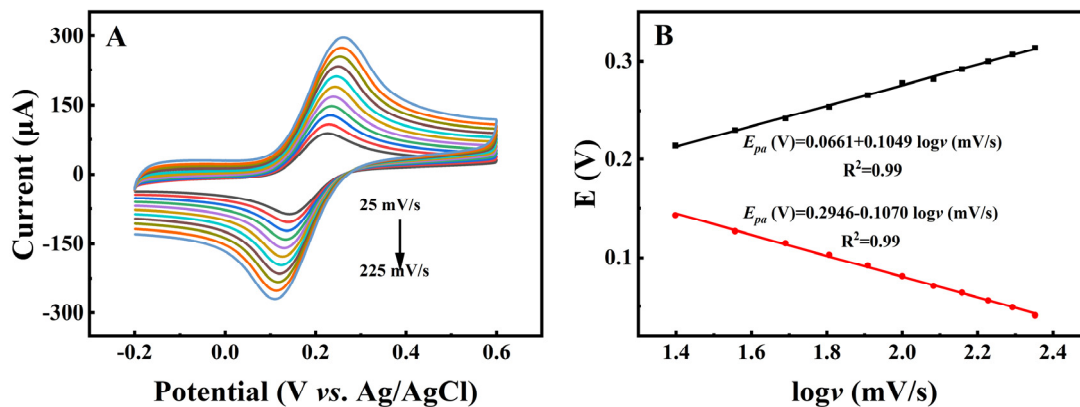 A
300
150
0
-150
-300
Current (μA)
25 mV/s
225 mV/s
-0.2 0.0 0.2 0.4 0.6
Potential (V vs. Ag/AgCl)
B
0.3
0.2
0.1
E (V)
Epa (V)=0.0661+0.1049 logv (mV/s)
R²=0.99
Epa (V)=0.2946-0.1070 logv (mV/s)
R²=0.99
1.4 1.6 1.8 2.0 2.2 2.4
logv (mV/s)